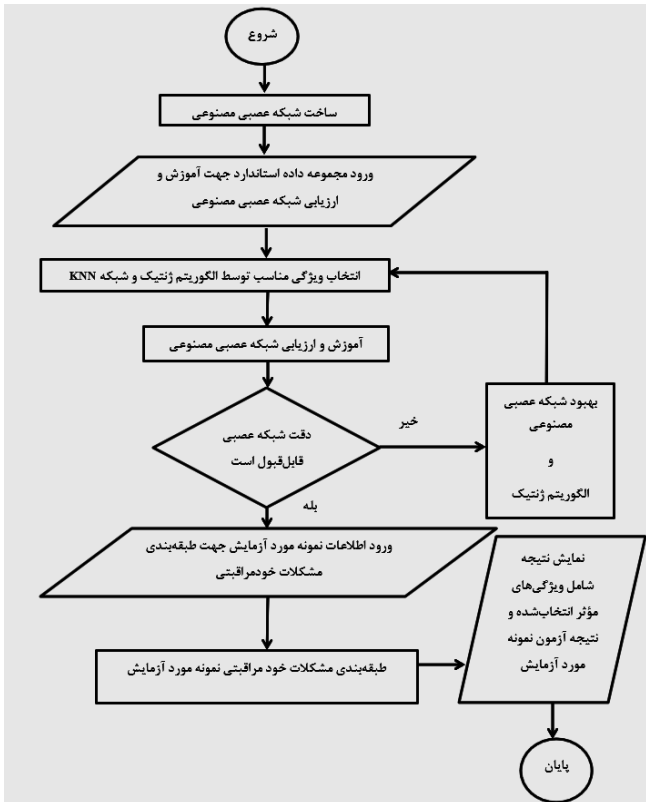 شروع
ساخت شبکه عصبی مصنوعی
ورود مجموعه داده استاندارد جهت آموزش و
ارزیابی شبکه عصبی مصنوعی
انتخاب ویژگی مناسب توسط الگوریتم ژنتیک و شبکه KNN
آموزش و ارزیابی شبکه عصبی مصنوعی
دقت شبکه عصبی
قابل‌قبول است
خیر
بهبود شبکه عصبی
مصنوعی
و
الگوریتم ژنتیک
بله
ورود اطلاعات نمونه مورد آزمایش جهت طبقه‌بندی
مشکلات خودمراقبتی
طبقه‌بندی مشکلات خود مراقبتی نمونه مورد آزمایش
نمایش نتیجه
شامل ویژگی‌های
مؤثر انتخاب‌شده و
نتیجه آزمون نمونه
مورد آزمایش
پایان